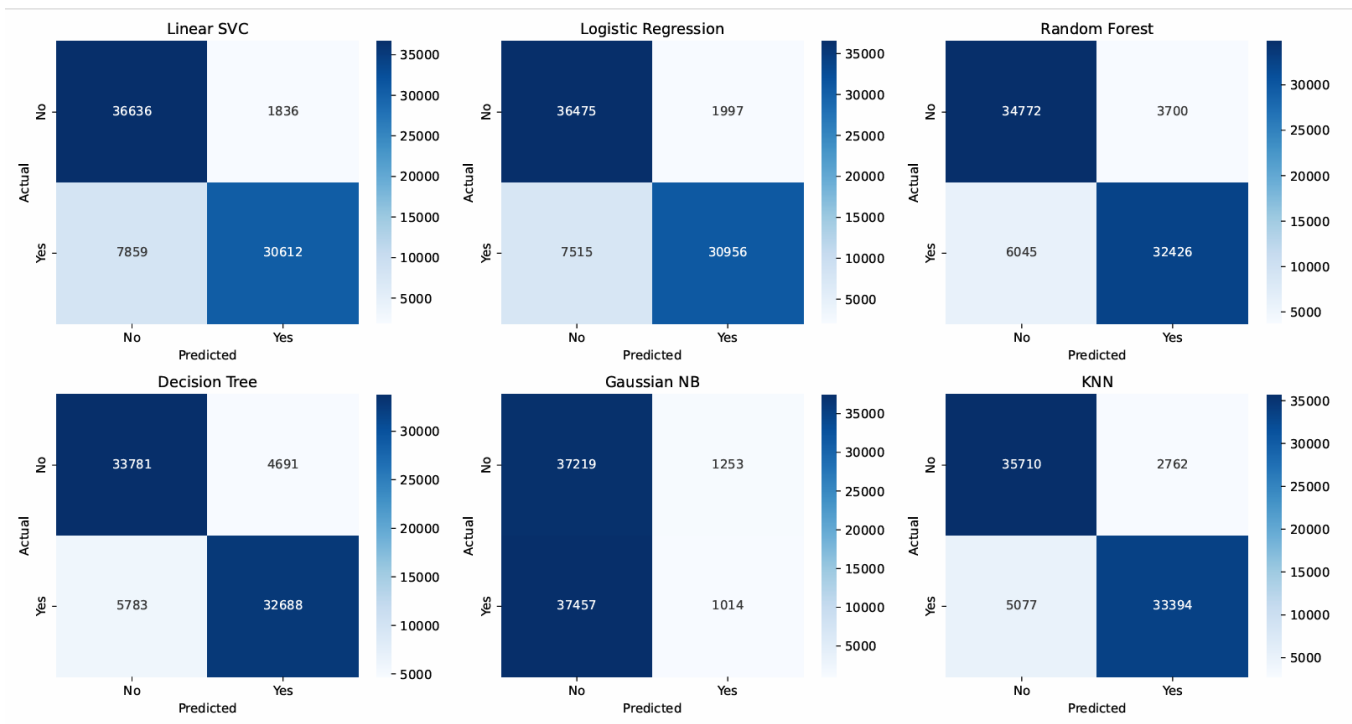 Linear SVC
No
Yes
Actual
36636 1836
7859 30612
No Yes
Predicted
35000
30000
25000
20000
15000
10000
5000
Logistic Regression
No
Yes
Actual
36475 1997
7515 30956
No Yes
Predicted
35000
30000
25000
20000
15000
10000
5000
Random Forest
No
Yes
Actual
34772 3700
6045 32426
No Yes
Predicted
30000
25000
20000
15000
10000
5000
Decision Tree
No
Yes
Actual
33781 4691
5783 32688
No Yes
Predicted
30000
25000
20000
15000
10000
5000
Gaussian NB
No
Yes
Actual
37219 1253
37457 1014
No Yes
Predicted
35000
30000
25000
20000
15000
10000
5000
KNN
No
Yes
Actual
35710 2762
5077 33394
No Yes
Predicted
35000
30000
25000
20000
15000
10000
5000